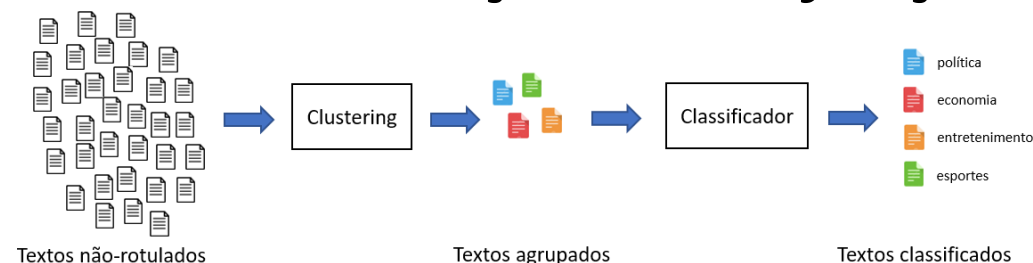 Clustering
Classificador
política
economia
entretenimento
esportes
Textos não-rotulados
Textos agrupados
Textos classificados